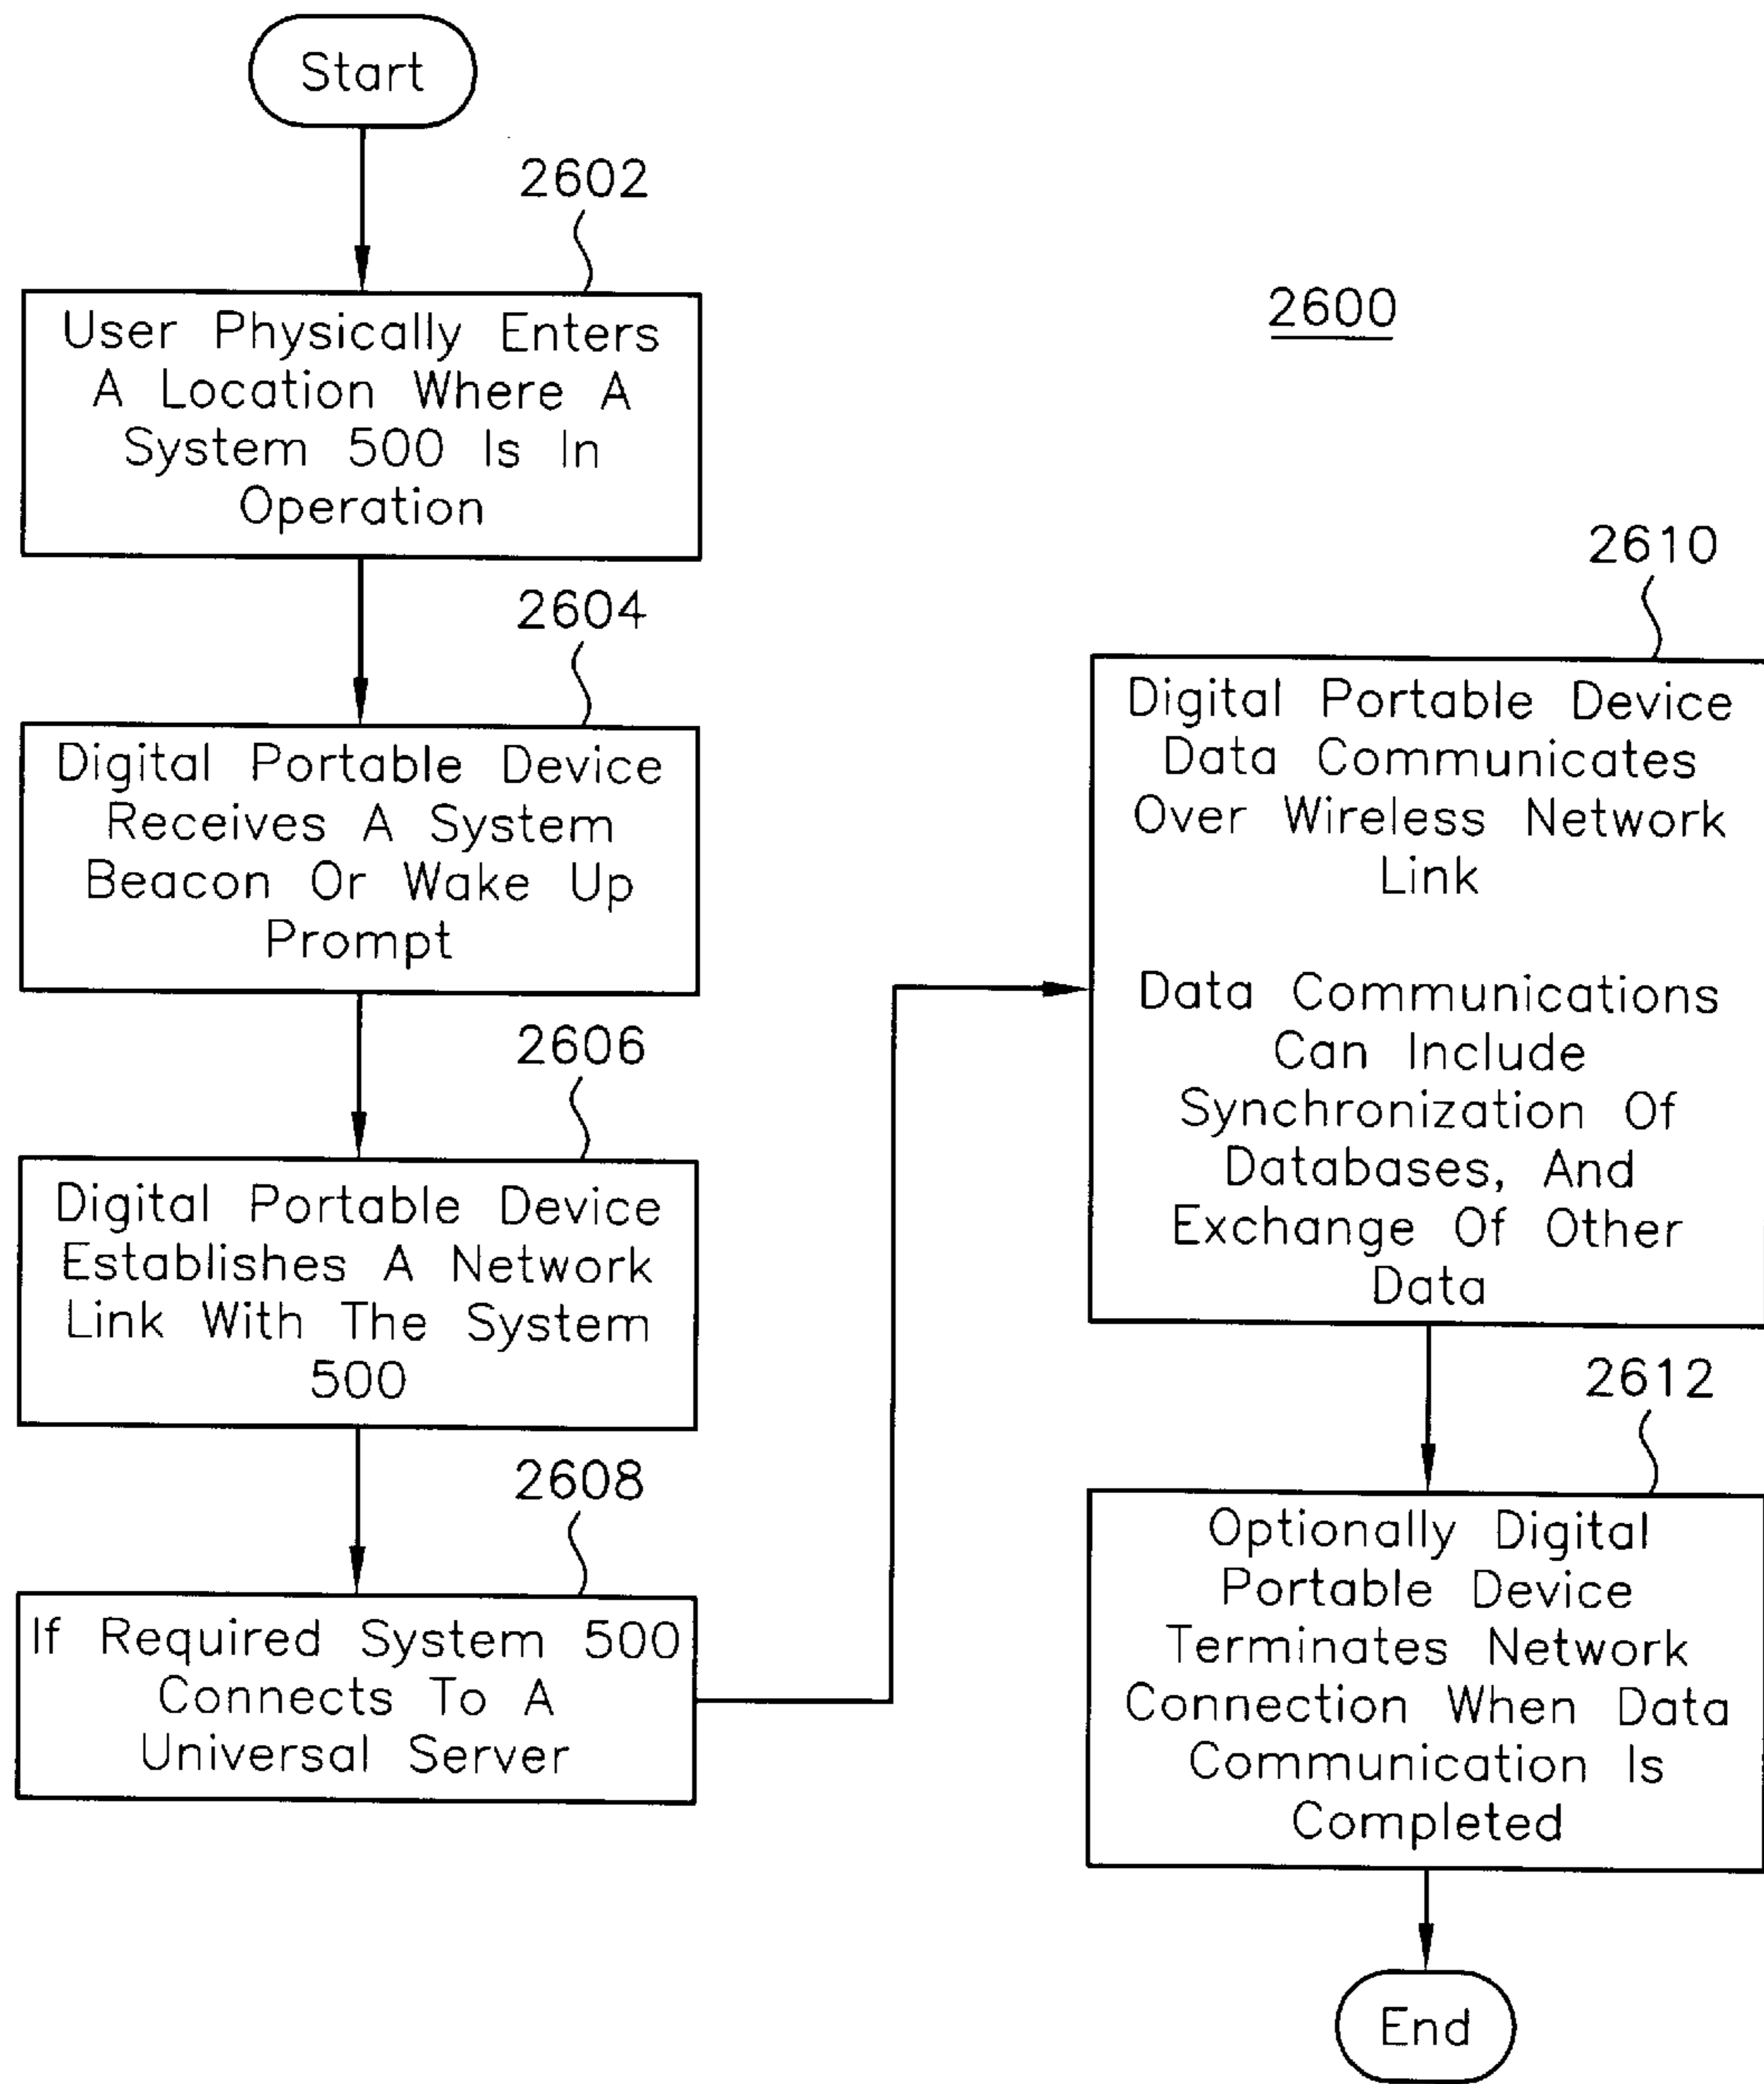 Start
2602
User Physically Enters
A Location Where A
System 500 Is In
Operation
2604
Digital Portable Device
Receives A System
Beacon Or Wake Up
Prompt
2606
Digital Portable Device
Establishes A Network
Link With The System
500
2608
If Required System 500
Connects To A
Universal Server
2600
2610
Digital Portable Device
Data Communicates
Over Wireless Network
Link
Data Communications
Can Include
Synchronization Of
Databases, And
Exchange Of Other
Data
2612
Optionally Digital
Portable Device
Terminates Network
Connection When Data
Communication Is
Completed
End